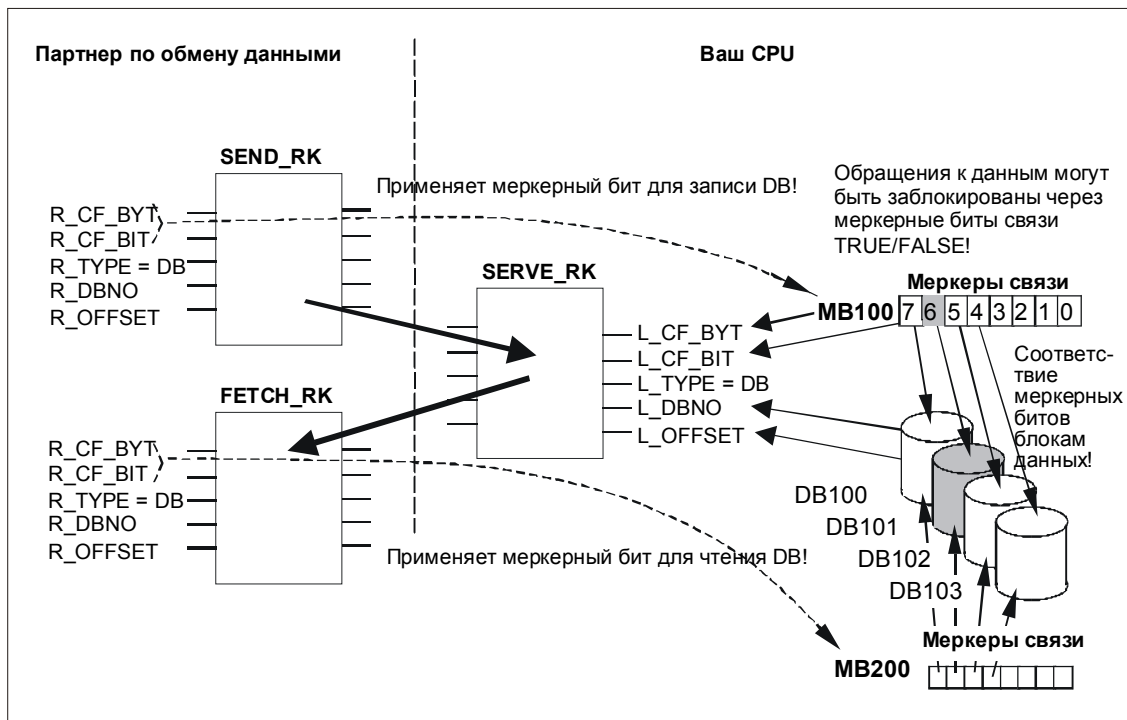 Партнер по обмену данными
Ваш CPU
SEND_RK
Применяет меркерный бит для записи DB!
R_CF_BYT
R_CF_BIT
R_TYPE = DB
R_DBNO
R_OFFSET
Обращения к данным могут
быть заблокированы через
меркерные биты связи
TRUE/FALSE!
SERVE_RK
Меркеры связи
MB100 7 6 5 4 3 2 1 0
L_CF_BYT
L_CF_BIT
L_TYPE = DB
L_DBNO
L_OFFSET
Соответс-
твие
меркерных
битов
блокам
данных!
FETCH_RK
R_CF_BYT
R_CF_BIT
R_TYPE = DB
R_DBNO
R_OFFSET
DB100
DB101
DB102
DB103
Применяет меркерный бит для чтения DB!
Меркеры связи
MB200